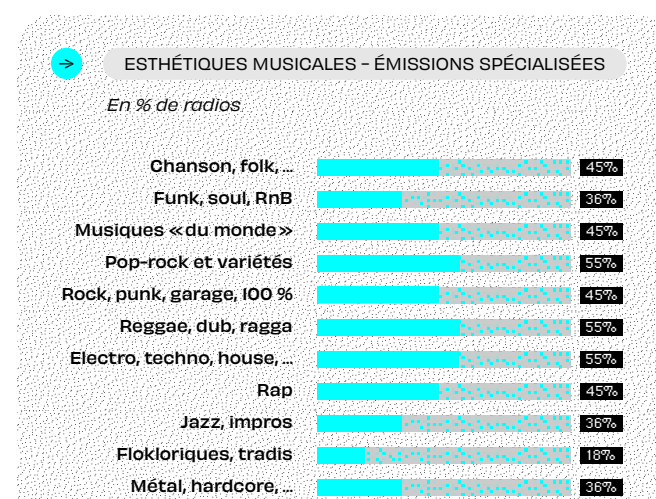 → ESTHÉTIQUES MUSICALES – ÉMISSIONS SPÉCIALISÉES
En % de radios
Chanson, folk, ... 45%
Funk, soul, RnB 36%
Musiques «du monde» 45%
Pop-rock et variétés 55%
Rock, punk, garage, 100 % 45%
Reggae, dub, ragga 55%
Electro, techno, house, ... 55%
Rap 45%
Jazz, impros 36%
Flokloriques, tradis 18%
Métal, hardcore, ... 36%